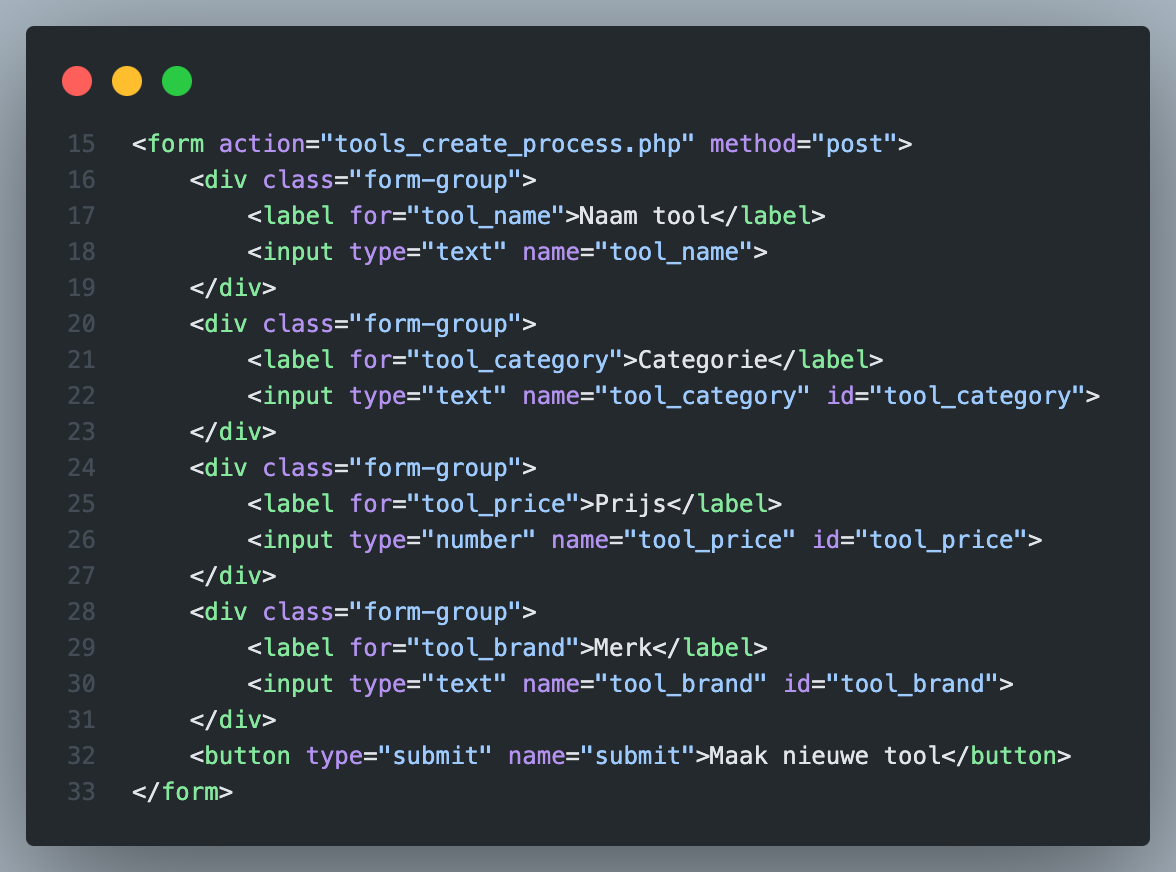 15 <form action="tools_create_process.php" method="post">
16     <div class="form-group">
17         <label for="tool_name">Naam tool</label>
18         <input type="text" name="tool_name">
19     </div>
20     <div class="form-group">
21         <label for="tool_category">Categorie</label>
22         <input type="text" name="tool_category" id="tool_category">
23     </div>
24     <div class="form-group">
25         <label for="tool_price">Prijs</label>
26         <input type="number" name="tool_price" id="tool_price">
27     </div>
28     <div class="form-group">
29         <label for="tool_brand">Merk</label>
30         <input type="text" name="tool_brand" id="tool_brand">
31     </div>
32     <button type="submit" name="submit">Maak nieuwe tool</button>
33 </form>